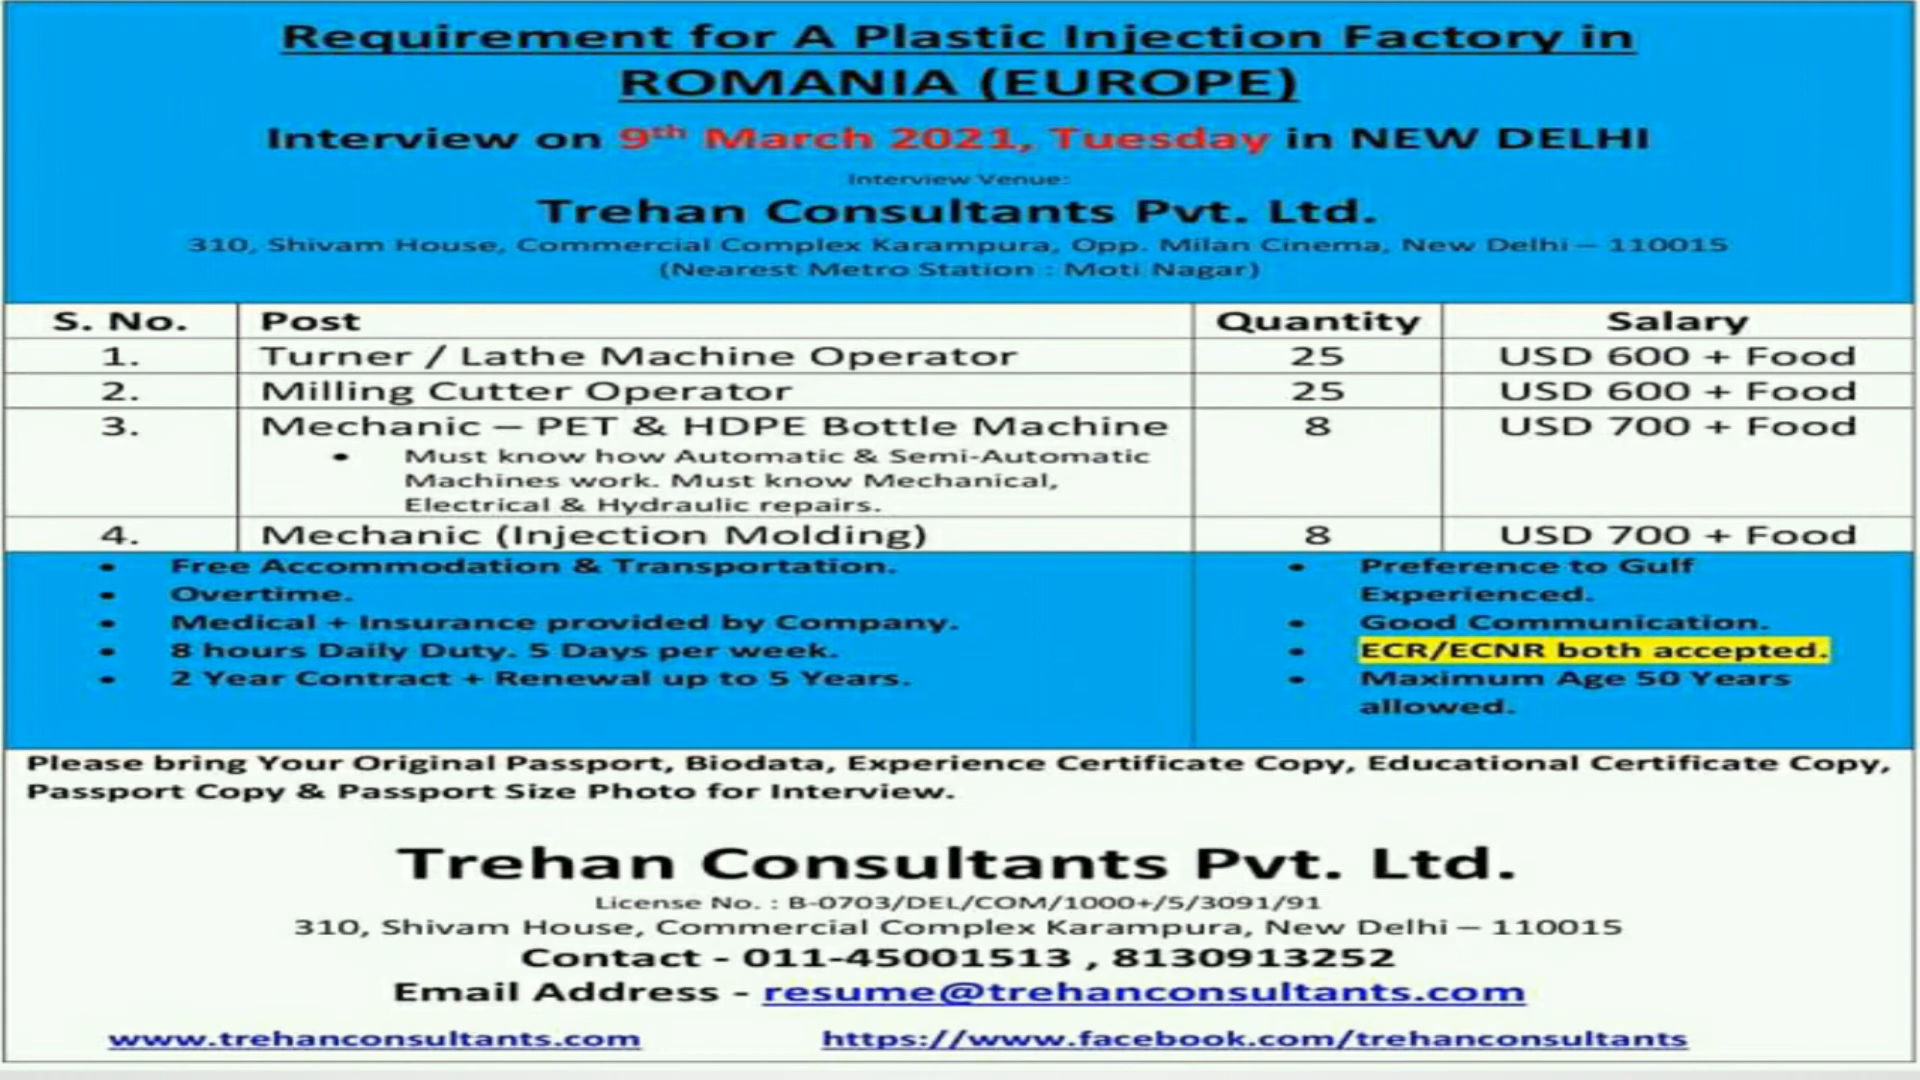 Requirement for A Plastic Injection Factory in
ROMANIA (EUROPE)
Interview on 9th March 2021, Tuesday in NEW DELHI
Interview Venue:
Trehan Consultants Pvt. Ltd.
310, Shivam House, Commercial Complex Karampura, Opp. Milan Cinema, New Delhi – 110015
(Nearest Metro Station : Moti Nagar)
S. No. Post Quantity Salary
1. Turner / Lathe Machine Operator 25 USD 600 + Food
2. Milling Cutter Operator 25 USD 600 + Food
3. Mechanic – PET & HDPE Bottle Machine 8 USD 700 + Food
• Must know how Automatic & Semi-Automatic
Machines work. Must know Mechanical,
Electrical & Hydraulic repairs.
4. Mechanic (Injection Molding) 8 USD 700 + Food
• Free Accommodation & Transportation.
• Overtime.
• Medical + Insurance provided by Company.
• 8 hours Daily Duty. 5 Days per week.
• 2 Year Contract + Renewal up to 5 Years.
• Preference to Gulf
Experienced.
• Good Communication.
• ECR/ECNR both accepted.
• Maximum Age 50 Years
allowed.
Please bring Your Original Passport, Biodata, Experience Certificate Copy, Educational Certificate Copy,
Passport Copy & Passport Size Photo for Interview.
Trehan Consultants Pvt. Ltd.
License No. : B-0703/DEL/COM/1000+/5/3091/91
310, Shivam House, Commercial Complex Karampura, New Delhi – 110015
Contact - 011-45001513 , 8130913252
Email Address - resume@trehanconsultants.com
www.trehanconsultants.com https://www.facebook.com/trehanconsultants